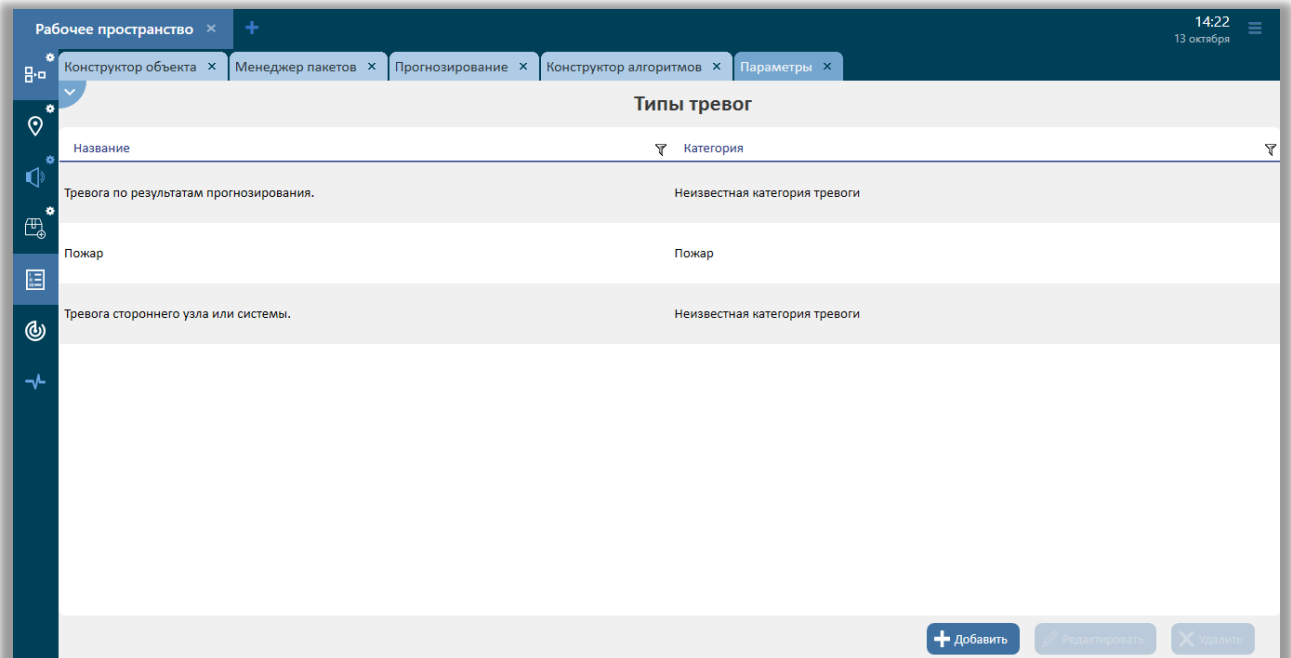 Рабочее пространство
14:22
13 октября
Конструктор объекта Менеджер пакетов Прогнозирование Конструктор алгоритмов Параметры
Типы тревог
Название Категория
Тревога по результатам прогнозирования. Неизвестная категория тревоги
Пожар Пожар
Тревога стороннего узла или системы. Неизвестная категория тревоги
Добавить Редактировать Удалить